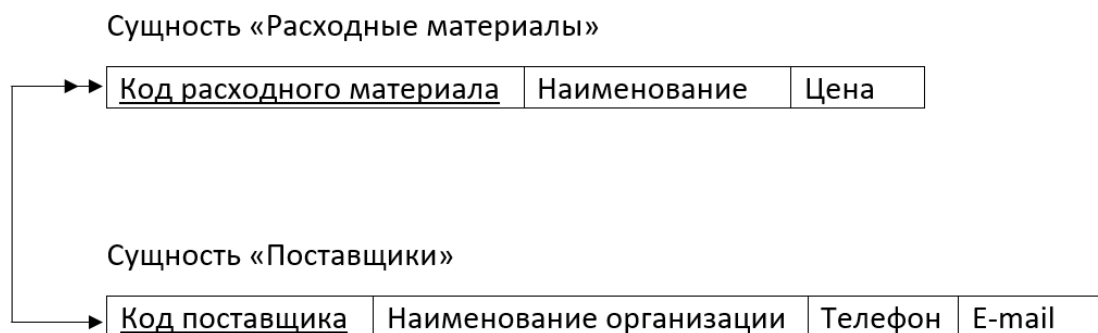 Сущность «Расходные материалы»
Код расходного материала Наименование Цена
Сущность «Поставщики»
Код поставщика Наименование организации Телефон E-mail